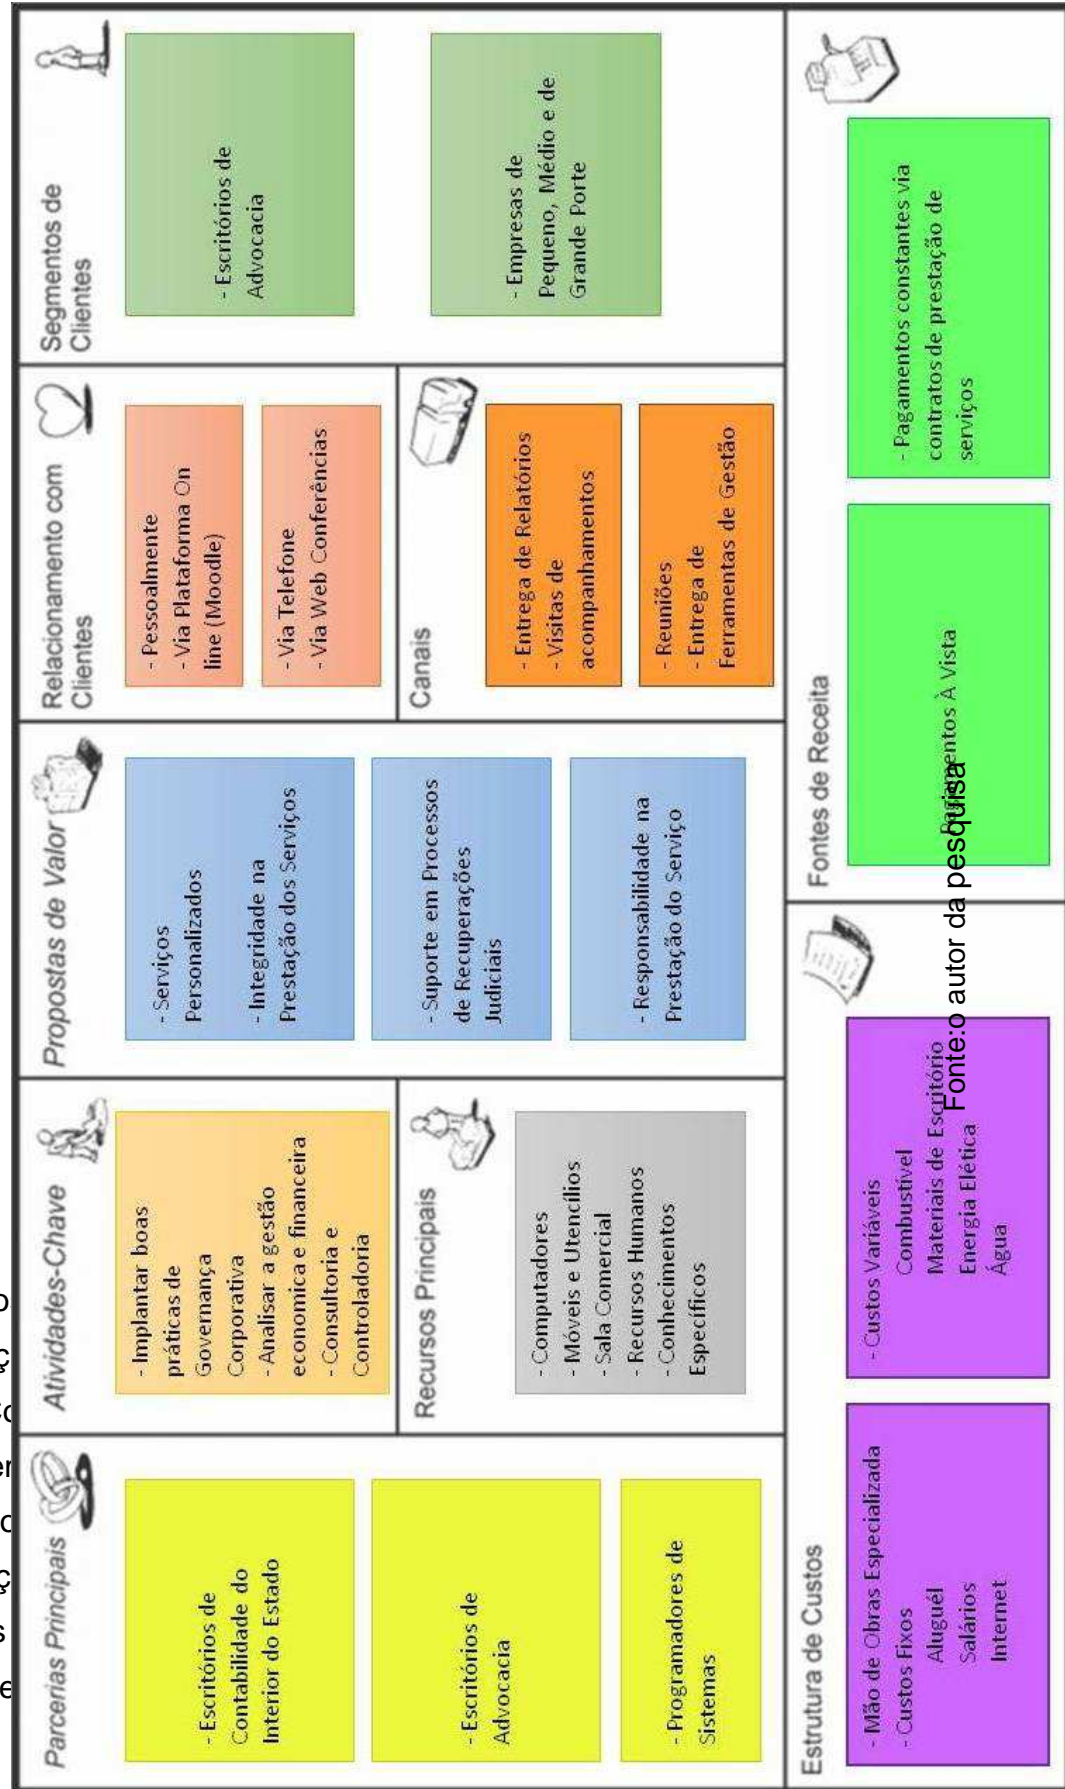 Parcerias Principais
- Escritórios de
Contabilidade do
Interior do Estado
- Escritórios de
Advocacia
- Programadores de
Sistemas
Atividades-Chave
- Implantar boas
práticas de
Governança
Corporativa
- Analisar a gestão
economica e financeira
- Consultoria e
Controladoria
Recursos Principais
- Computadores
- Móveis e Utencílios
- Sala Comercial
- Recursos Humanos
- Conhecimentos
Específicos
Propostas de Valor
- Serviços
Personalizados
- Integridade na
Prestação dos Serviços
- Suporte em Processos
de Recuperações
Judiciais
- Responsabilidade na
Prestação do Serviço
Relacionamento com
Clientes
- Pessoalmente
- Via Plataforma On
line (Moodle)
- Via Telefone
- Via Web Conferências
Canais
- Entrega de Relatórios
- Visitas de
acompanhamentos
- Reuniões
- Entrega de
Ferramentas de Gestão
Segmentos de
Clientes
- Escritórios de
Advocacia
- Empresas de
Pequeno, Médio e de
Grande Porte
Estrutura de Custos
- Mão de Obras Especializada
- Custos Fixos
Aluguél
Salários
Internet
- Custos Variáveis
Combustível
Materiais de Escritório
Energia Elética
Água
Fontes de Receita
Pagamentos À Vista
- Pagamentos constantes via
contratos de prestação de
serviços
Fonte:o autor da pesquisa